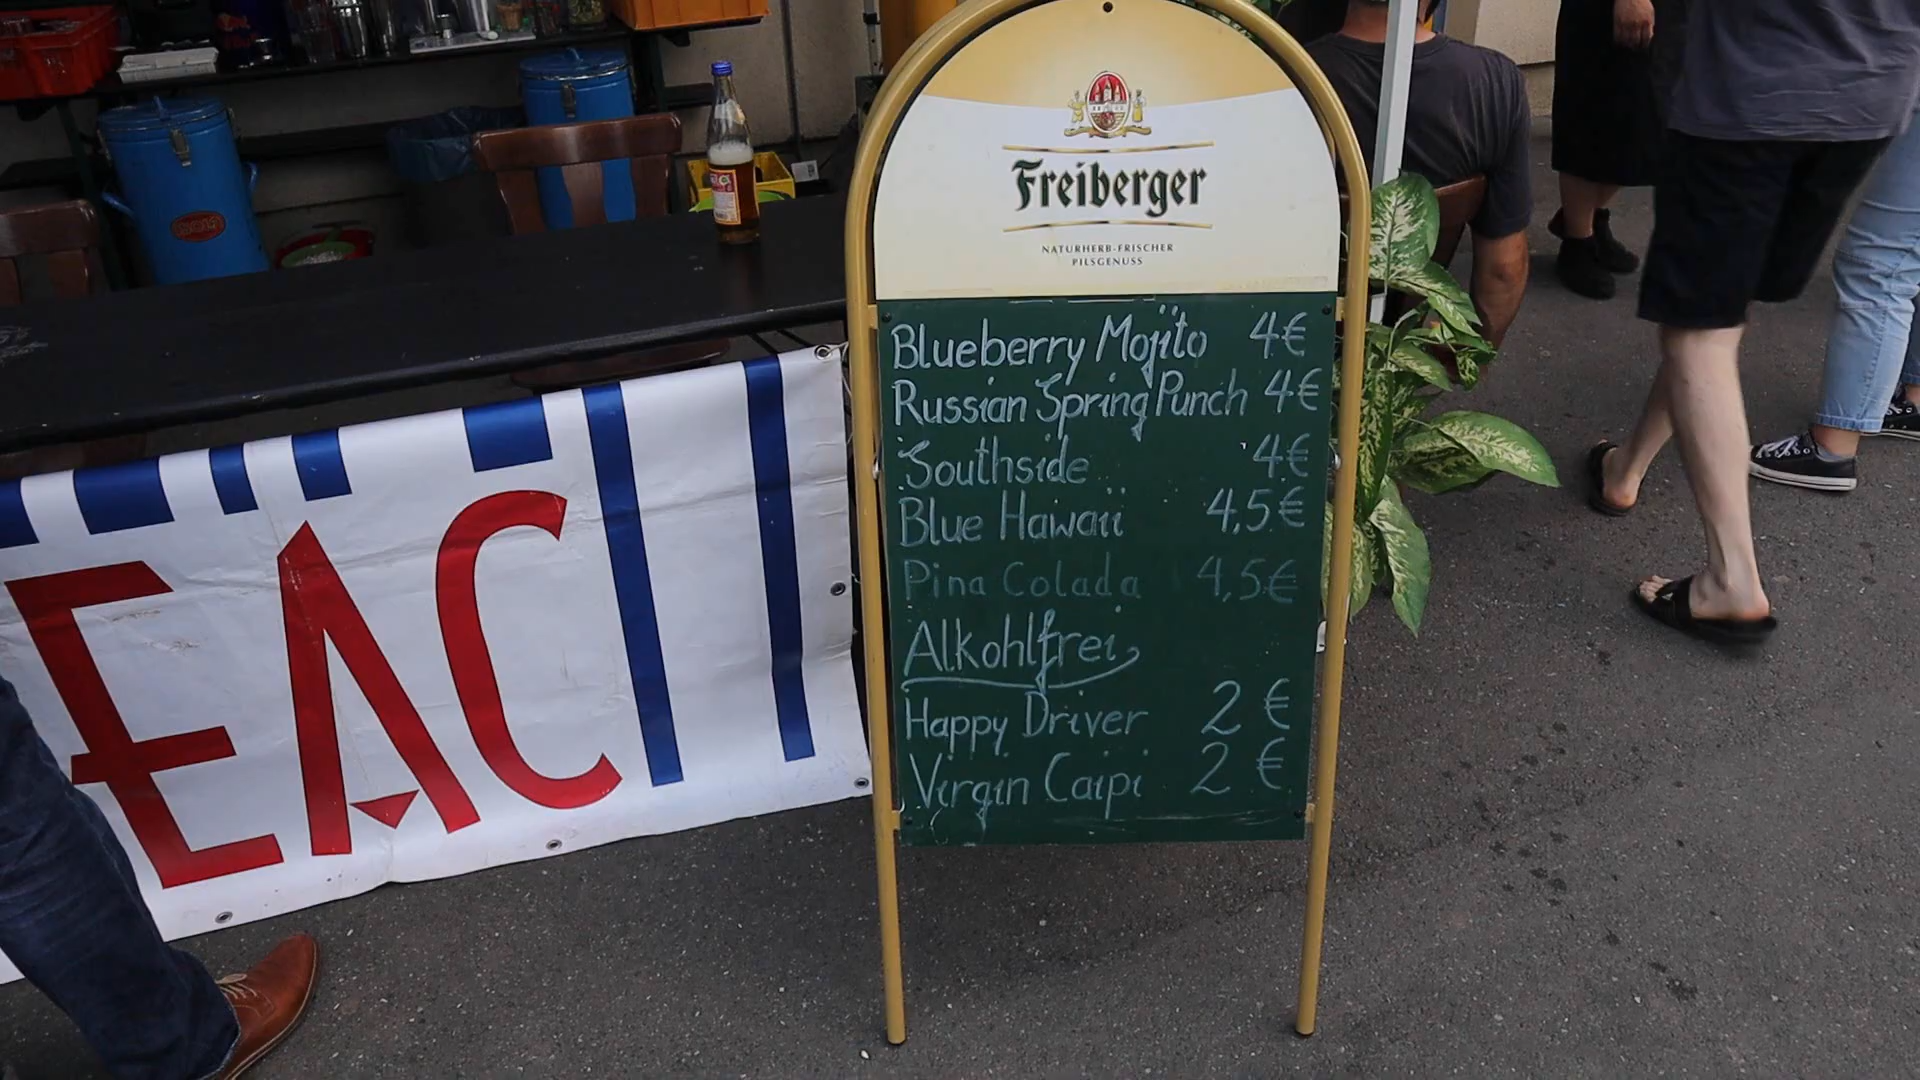 Freiberger
NATURHERB-FRISCHER
PILSGENUSS
Blueberry Mojito 4€
Russian Spring Punch 4€
Southside 4€
Blue Hawaii 4,5€
Pina Colada 4,5€
Alkohlfrei
Happy Driver 2€
Virgin Caipi 2€
EAC